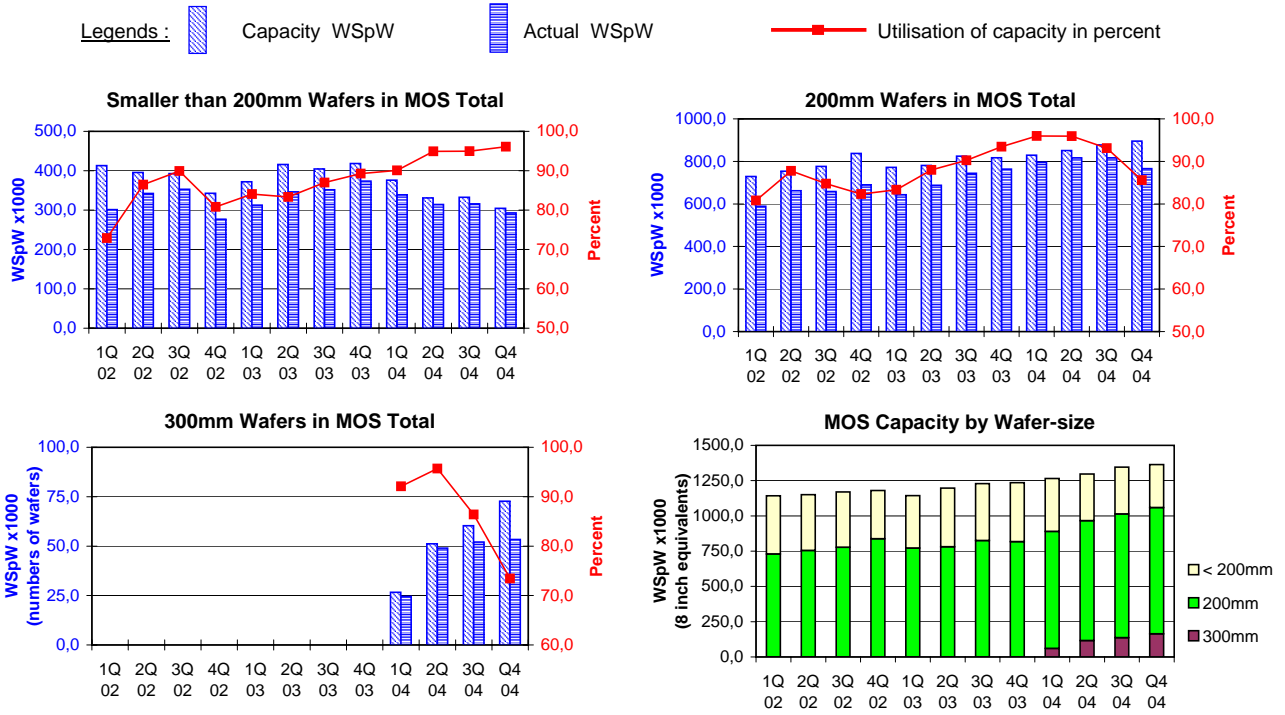 Legends :
Capacity WSpW
Actual WSpW
Utilisation of capacity in percent
Smaller than 200mm Wafers in MOS Total
WSpW x1000
500,0
400,0
300,0
200,0
100,0
0,0
100,0
90,0
80,0
70,0
60,0
50,0
Percent
1Q 2Q 3Q 4Q 1Q 2Q 3Q 4Q 1Q 2Q 3Q Q4
02 02 02 02 03 03 03 03 04 04 04 04
200mm Wafers in MOS Total
WSpW x1000
1000,0
800,0
600,0
400,0
200,0
0,0
100,0
90,0
80,0
70,0
60,0
50,0
Percent
1Q 2Q 3Q 4Q 1Q 2Q 3Q 4Q 1Q 2Q 3Q Q4
02 02 02 02 03 03 03 03 04 04 04 04
300mm Wafers in MOS Total
WSpW x1000
(numbers of wafers)
100,0
75,0
50,0
25,0
0,0
100,0
90,0
80,0
70,0
60,0
Percent
1Q 2Q 3Q 4Q 1Q 2Q 3Q 4Q 1Q 2Q 3Q Q4
02 02 02 02 03 03 03 03 04 04 04 04
MOS Capacity by Wafer-size
WSpW x1000
(8 inch equivalents)
1500,0
1250,0
1000,0
750,0
500,0
250,0
0,0
1Q 2Q 3Q 4Q 1Q 2Q 3Q 4Q 1Q 2Q 3Q Q4
02 02 02 02 03 03 03 03 04 04 04 04
< 200mm
200mm
300mm